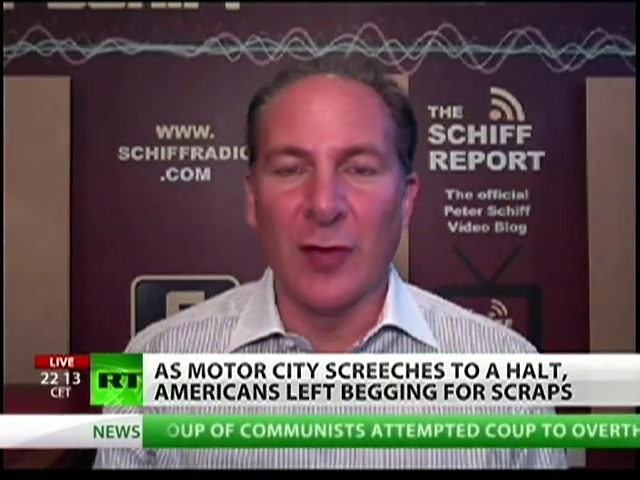 SCHIFF
WWW.
SCHIFFRADIO
.COM
THE
SCHIFF
REPORT
The official
Peter Schiff
Video Blog
LIVE
22 13
CET
RT
AS MOTOR CITY SCREECHES TO A HALT,
AMERICANS LEFT BEGGING FOR SCRAPS
NEWS
OUP OF COMMUNISTS ATTEMPTED COUP TO OVERTH